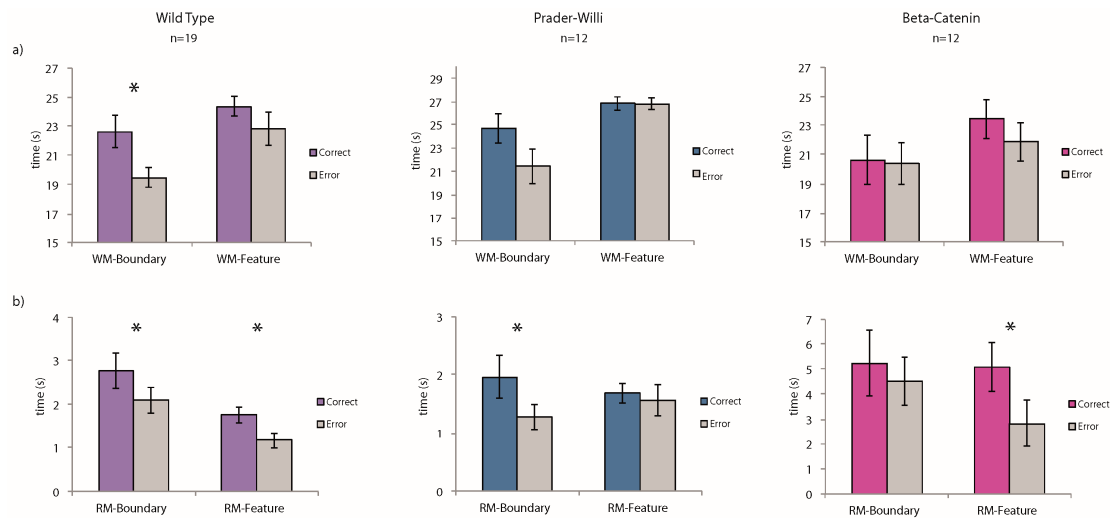 Wild Type
n=19
Prader-Willi
n=12
Beta-Catenin
n=12
a)
27
25
23
21
19
17
15
time (s)
*
WM-Boundary
WM-Feature
Correct
Error
29
27
25
23
21
19
17
15
time (s)
WM-Boundary
WM-Feature
Correct
Error
27
25
23
21
19
17
15
time (s)
WM-Boundary
WM-Feature
Correct
Error
b)
4
3
2
1
0
time (s)
*
*
RM-Boundary
RM-Feature
Correct
Error
3
2
1
0
time (s)
*
RM-Boundary
RM-Feature
Correct
Error
7
6
5
4
3
2
1
0
time (s)
*
RM-Boundary
RM-Feature
Correct
Error